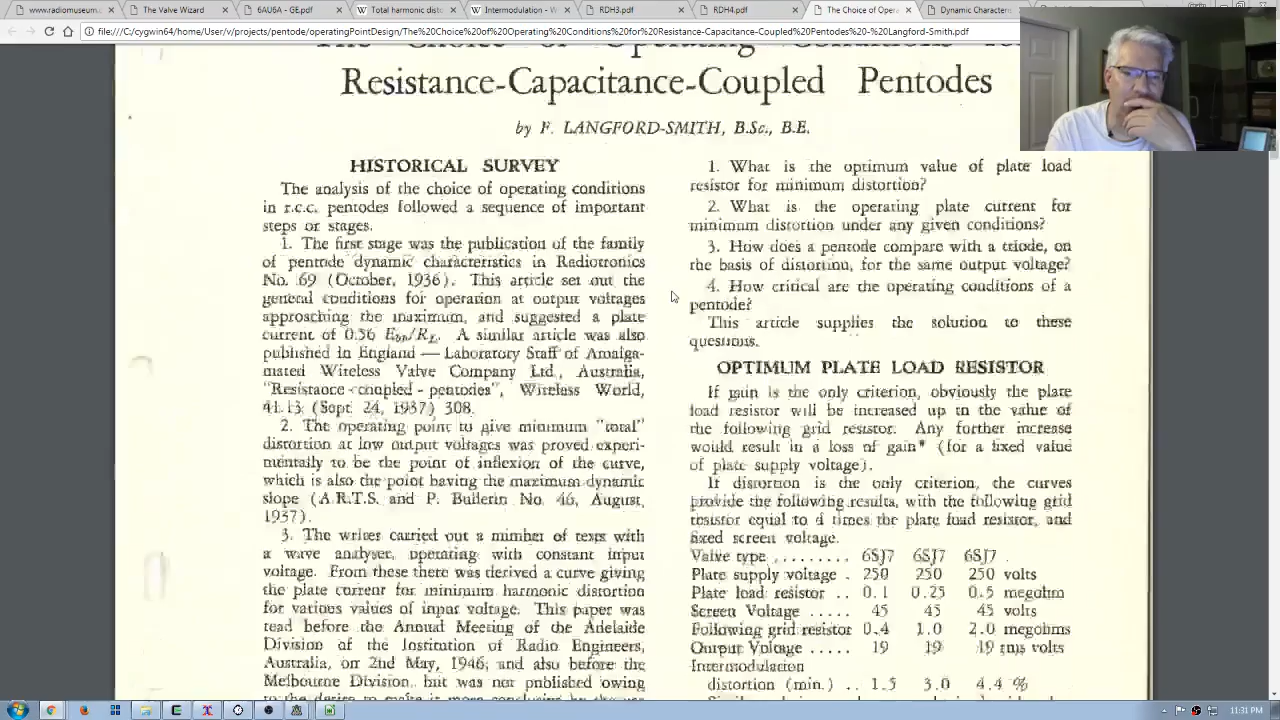 www.radiomuseum.o
The Valve Wizard
6AU6A - GE.pdf
Total harmonic dist
Intermodulation - W
RDH3.pdf
RDH4.pdf
The Choice of Operat
Dynamic Character
file:///C:/cygwin64/home/User/v/projects/pentode/operatingPointDesign/The%20Choice%20of%20Operating%20Conditions%20for%20Resistance-Capacitance-Coupled%20Pentodes%20-%20Langford-Smith.pdf
The Choice of Operating Conditions fo
Resistance-Capacitance-Coupled Pentodes
by F. LANGFORD-SMITH, B.Sc., B.E.
HISTORICAL SURVEY
The analysis of the choice of operating conditions
in r.c.c. pentodes followed a sequence of important
steps or stages.
1. The first stage was the publication of the family
of pentode dynamic characteristics in Radiotronics
No. 69 (October, 1936). This article set out the
general conditions for operation at output voltages
approaching the maximum, and suggested a plate
current of 0.56 Ebb/RL. A similar article was also
published in England — Laboratory Staff of Amalga-
mated Wireless Valve Company Ltd., Australia,
"Resistance - coupled - pentodes", Wireless World,
41.13 (Sept. 24, 1937) 308.
2. The operating point to give minimum "total"
distortion at low output voltages was proved experi-
mentally to be the point of inflexion of the curve,
which is also the point having the maximum dynamic
slope (A.R.T.S. and P. Bulletin No. 46, August,
1937).
3. The writer carried out a number of tests with
a wave analyser, operating with constant input
voltage. From these there was derived a curve giving
the plate current for minimum harmonic distortion
for various values of input voltage. This paper was
read before the Annual Meeting of the Adelaide
Division of the Institution of Radio Engineers,
Australia, on 2nd May, 1946; and also before the
Melbourne Division, but was not published owing
to the desire to make it more conclusive by the use
1. What is the optimum value of plate load
resistor for minimum distortion?
2. What is the operating plate current for
minimum distortion under any given conditions?
3. How does a pentode compare with a triode, on
the basis of distortion, for the same output voltage?
4. How critical are the operating conditions of a
pentode?
This article supplies the solution to these
questions.
OPTIMUM PLATE LOAD RESISTOR
If gain is the only criterion, obviously the plate
load resistor will be increased up to the value of
the following grid resistor. Any further increase
would result in a loss of gain* (for a fixed value
of plate supply voltage).
If distortion is the only criterion, the curves
provide the following results, with the following grid
resistor equal to 4 times the plate load resistor, and
fixed screen voltage.
Valve type ......... 6SJ7 6SJ7 6SJ7
Plate supply voltage . 250 250 250 volts
Plate load resistor .. 0.1 0.25 0.5 megohm
Screen Voltage ..... 45 45 45 volts
Following grid resistor 0.4 1.0 2.0 megohms
Output Voltage ..... 19 19 19 rms volts
Intermodulation
distortion (min.) .. 1.5 3.0 4.4 %
11:31 PM